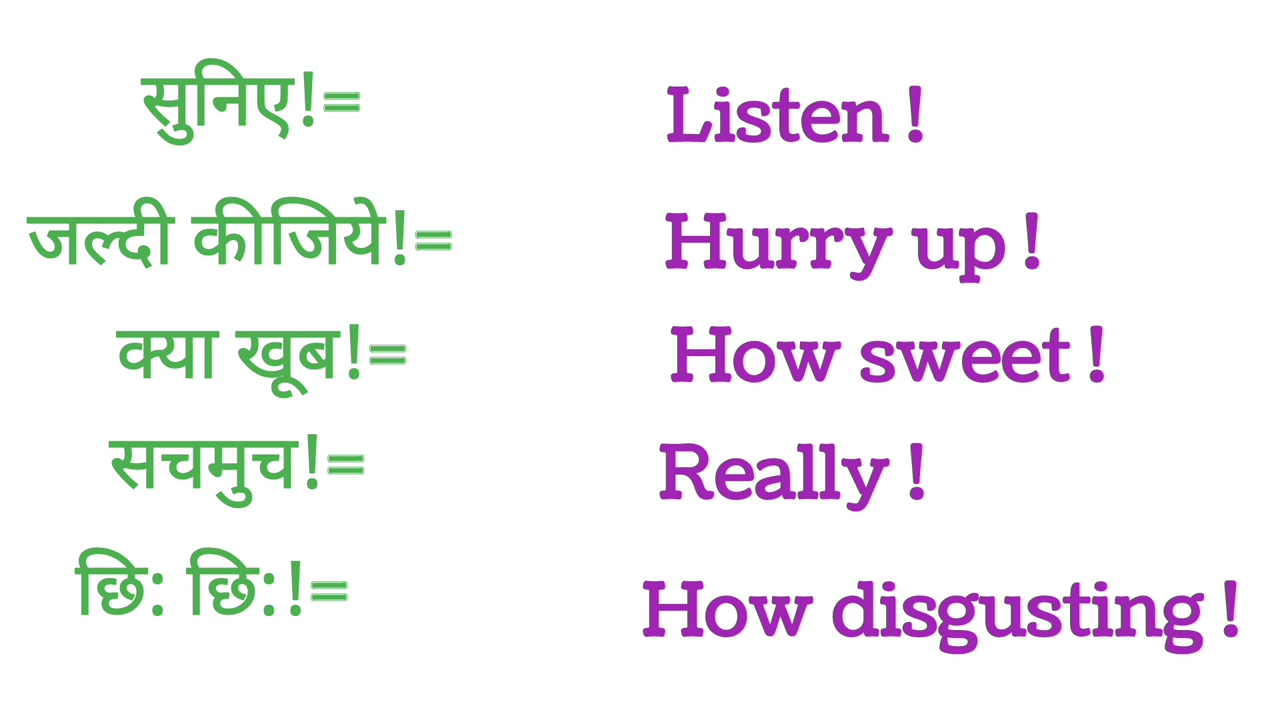 सुनिए!= Listen !
जल्दी कीजिये!= Hurry up !
क्या खूब!= How sweet !
सचमुच!= Really !
छि: छि:!= How disgusting !